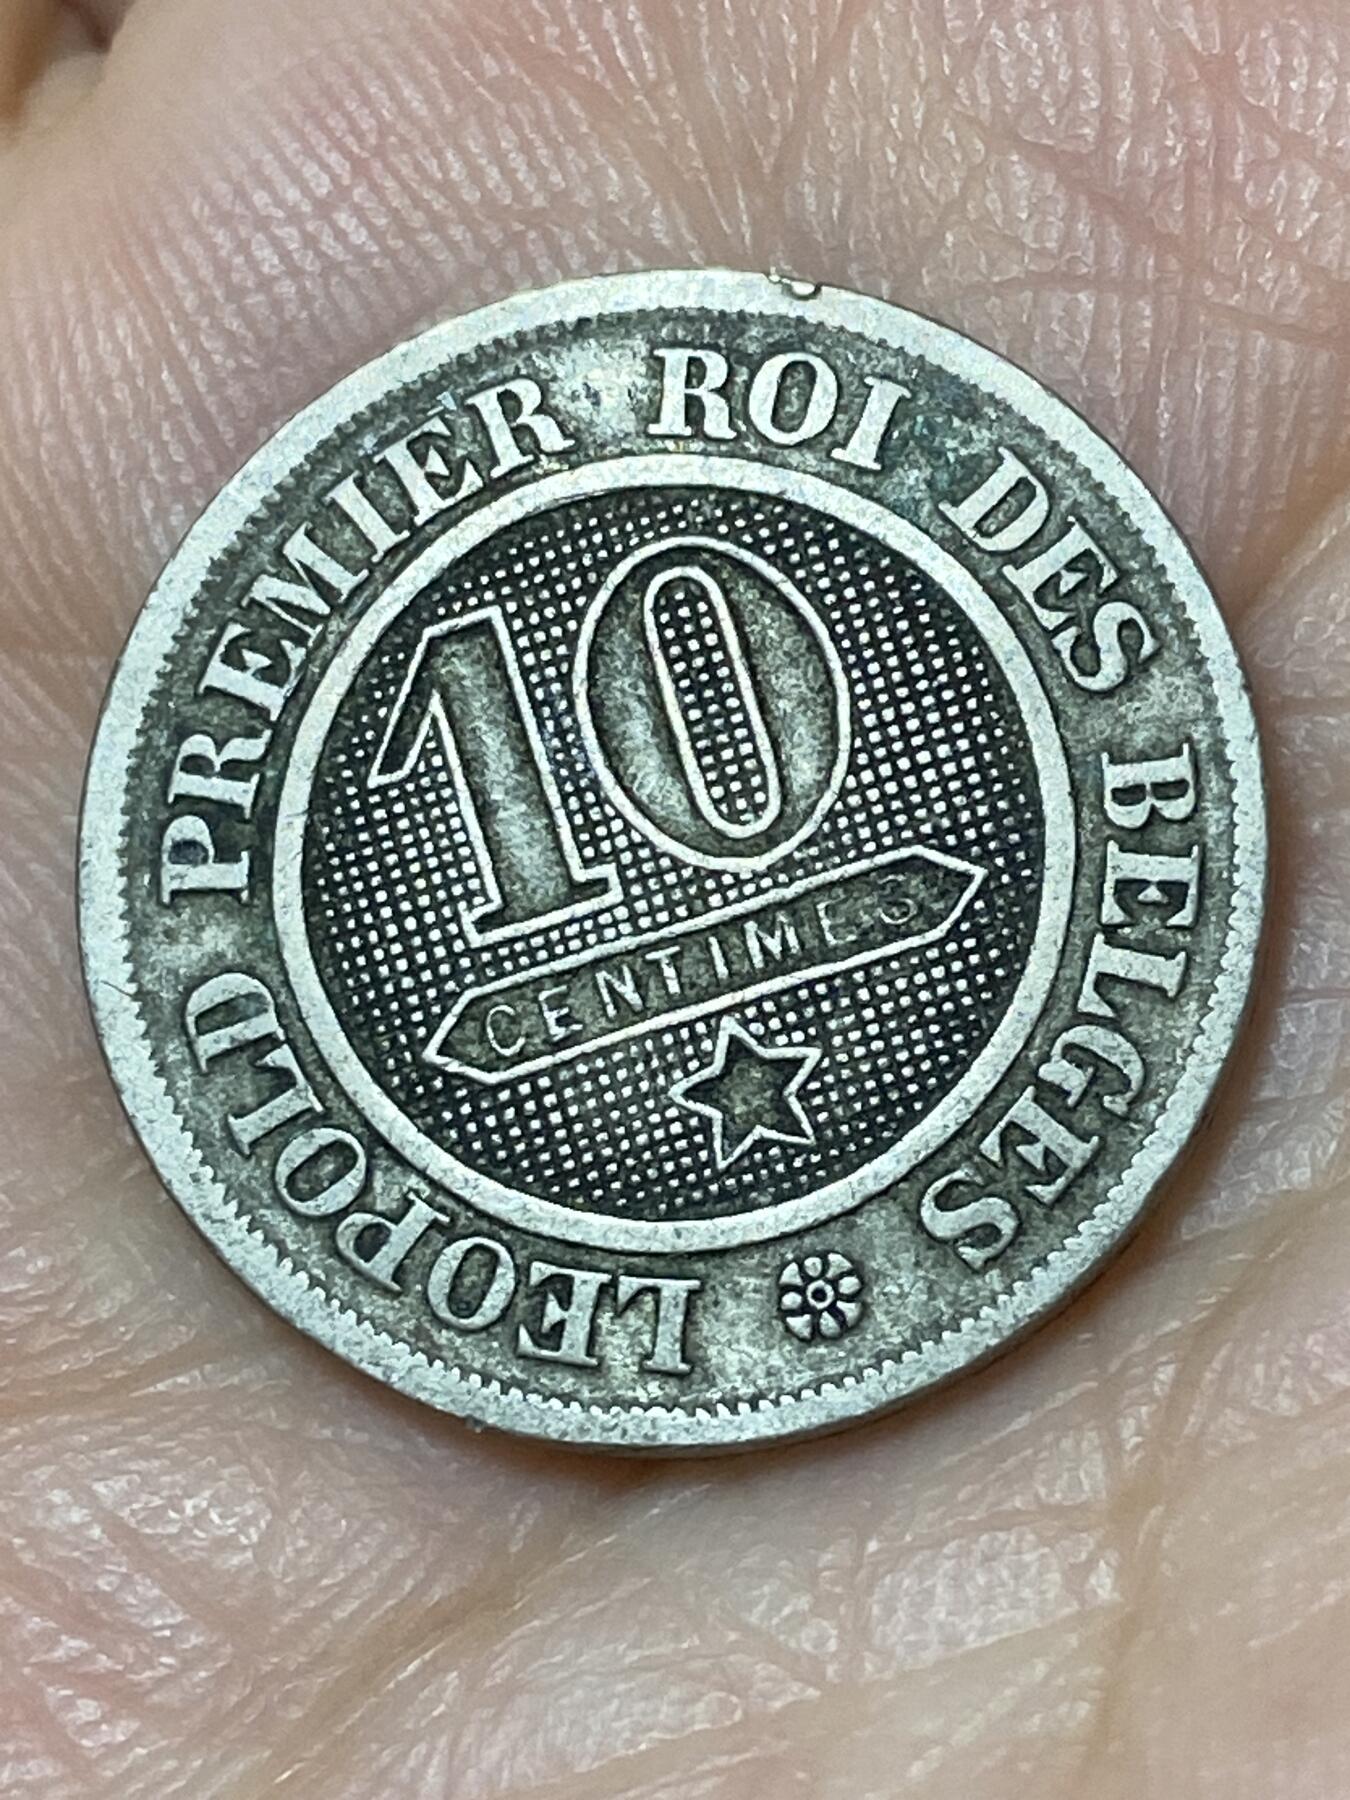 LEOPOLD PREMIER ROI DES BELGES
10
CENTIMES